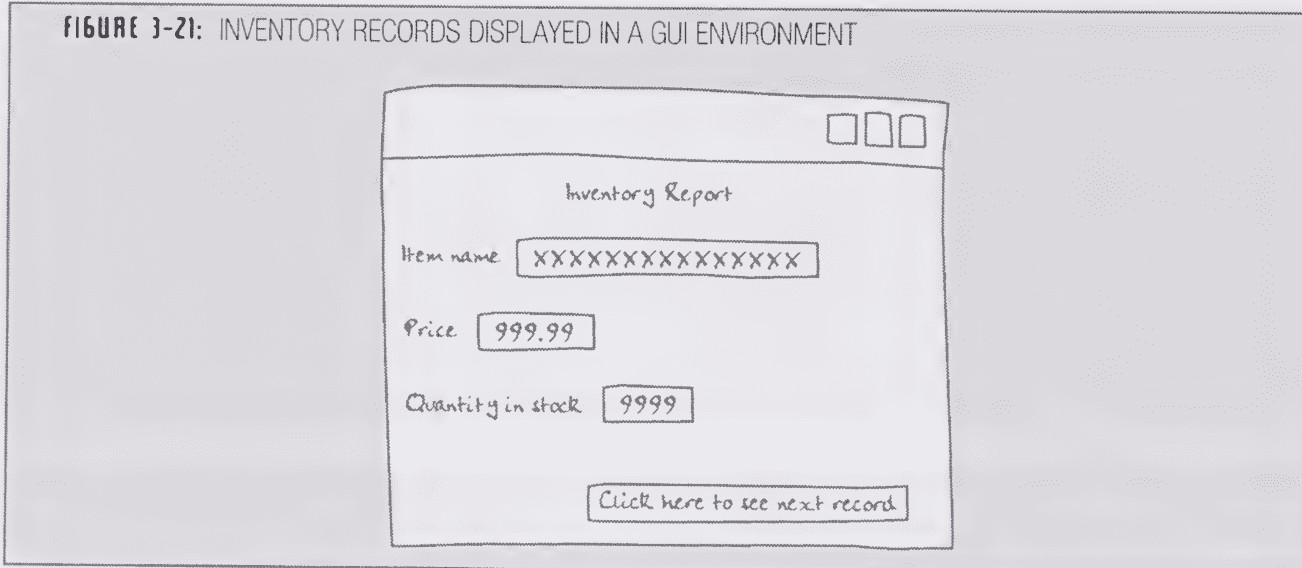 FIGURE 3-21: INVENTORY RECORDS DISPLAYED IN A GUI ENVIRONMENT
Inventory Report
Item name XXXXXXXXXXXXXXX
Price 999.99
Quantity in stock 9999
Click here to see next record